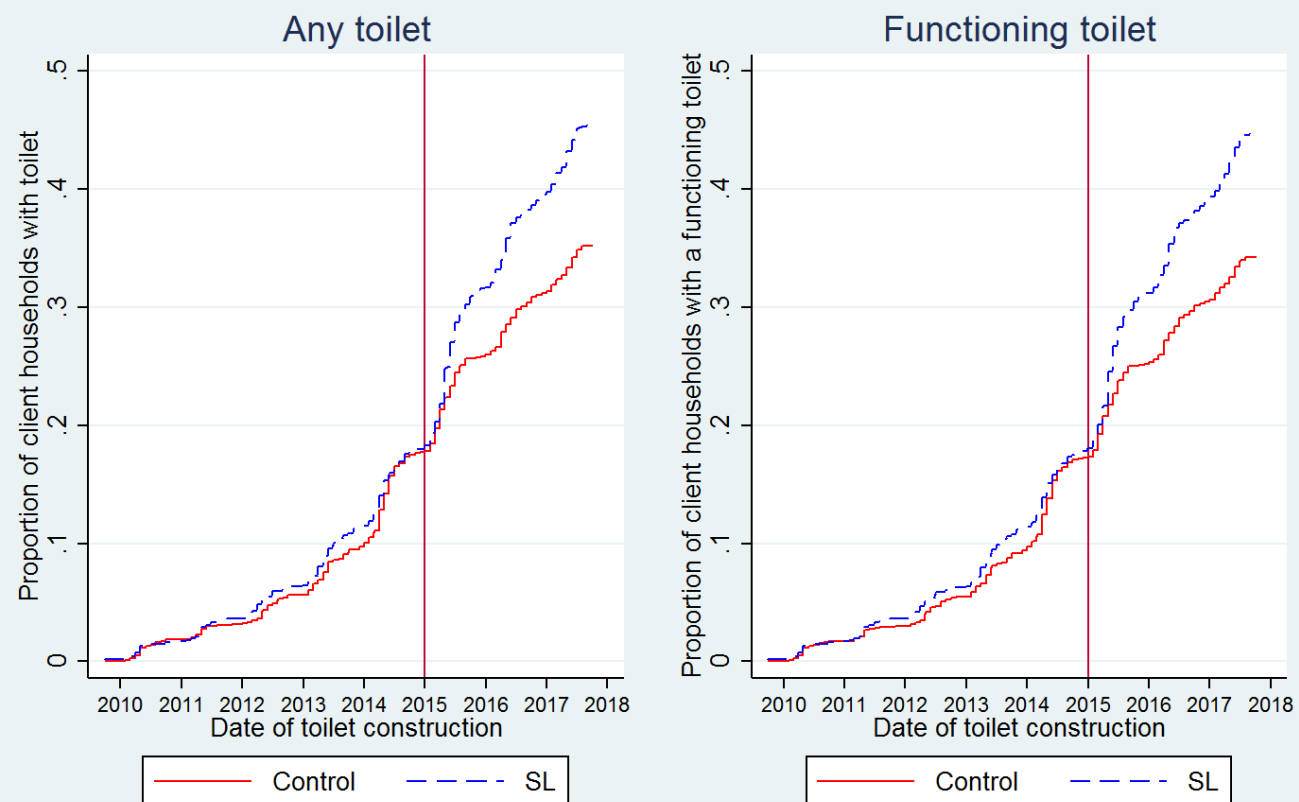 Any toilet
Proportion of client households with toilet
.5
.4
.3
.2
.1
0
2010 2011 2012 2013 2014 2015 2016 2017 2018
Date of toilet construction
Control SL
Functioning toilet
Proportion of client households with a functioning toilet
.5
.4
.3
.2
.1
0
2010 2011 2012 2013 2014 2015 2016 2017 2018
Date of toilet construction
Control SL